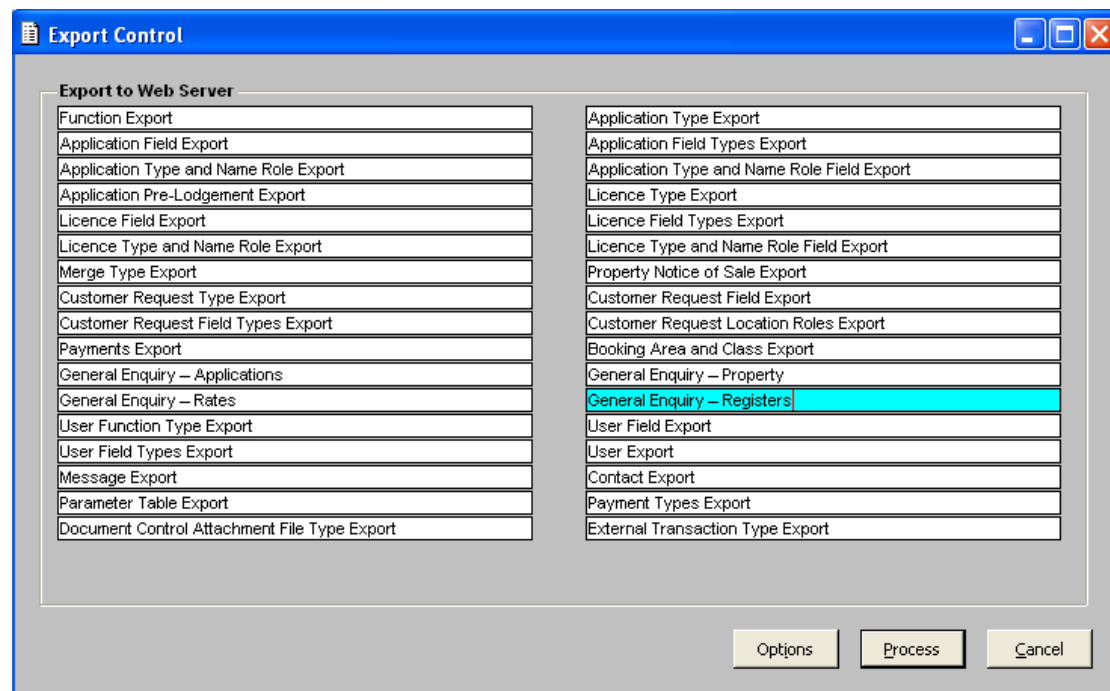 Export Control
Export to Web Server
Function Export
Application Type Export
Application Field Export
Application Field Types Export
Application Type and Name Role Export
Application Type and Name Role Field Export
Application Pre-Lodgement Export
Licence Type Export
Licence Field Export
Licence Field Types Export
Licence Type and Name Role Export
Licence Type and Name Role Field Export
Merge Type Export
Property Notice of Sale Export
Customer Request Type Export
Customer Request Field Export
Customer Request Field Types Export
Customer Request Location Roles Export
Payments Export
Booking Area and Class Export
General Enquiry – Applications
General Enquiry – Property
General Enquiry – Rates
General Enquiry – Registers
User Function Type Export
User Field Export
User Field Types Export
User Export
Message Export
Contact Export
Parameter Table Export
Payment Types Export
Document Control Attachment File Type Export
External Transaction Type Export
Options
Process
Cancel